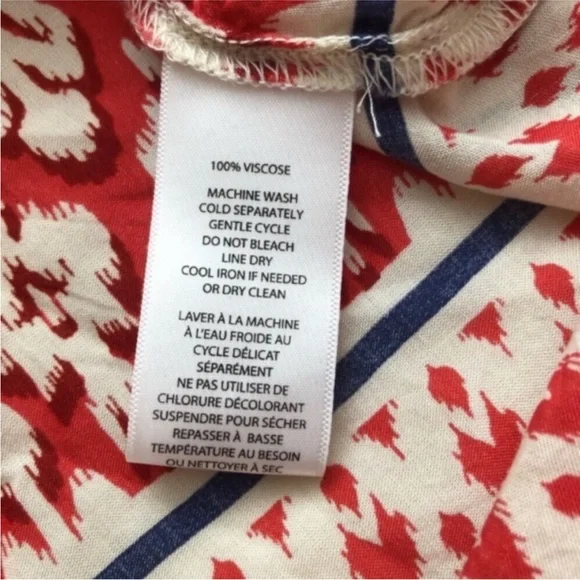 100% VISCOSE
MACHINE WASH
COLD SEPARATELY
GENTLE CYCLE
DO NOT BLEACH
LINE DRY
COOL IRON IF NEEDED
OR DRY CLEAN
LAVER À LA MACHINE
À L'EAU FROIDE AU
CYCLE DÉLICAT
SÉPARÉMENT
NE PAS UTILISER DE
CHLORURE DÉCOLORANT
SUSPENDRE POUR SÉCHER
REPASSER À BASSE
TEMPÉRATURE AU BESOIN
OU NETTOYER À SEC